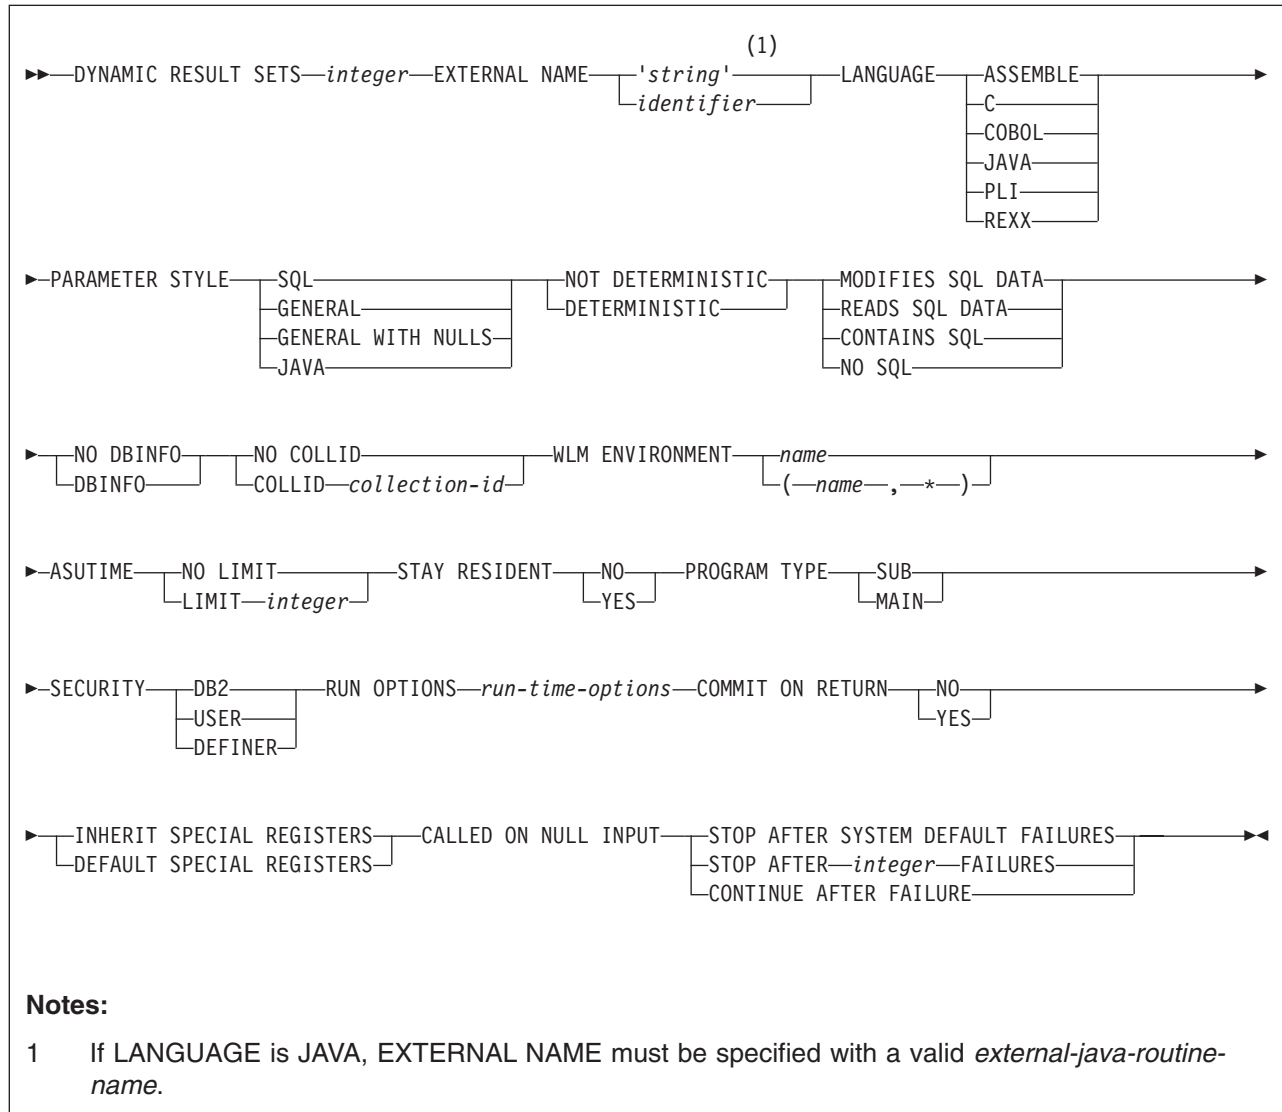 (1)
DYNAMIC RESULT SETS integer EXTERNAL NAME 'string' LANGUAGE ASSEMBLE
identifier C
COBOL
JAVA
PLI
REXX
PARAMETER STYLE SQL NOT DETERMINISTIC MODIFIES SQL DATA
GENERAL DETERMINISTIC READS SQL DATA
GENERAL WITH NULLS CONTAINS SQL
JAVA NO SQL
NO DBINFO NO COLLID WLM ENVIRONMENT name
DBINFO COLLID collection-id ( name , * )
ASUTIME NO LIMIT STAY RESIDENT NO PROGRAM TYPE SUB
LIMIT integer YES MAIN
SECURITY DB2 RUN OPTIONS run-time-options COMMIT ON RETURN NO
USER YES
DEFINER
INHERIT SPECIAL REGISTERS CALLED ON NULL INPUT STOP AFTER SYSTEM DEFAULT FAILURES
DEFAULT SPECIAL REGISTERS STOP AFTER integer FAILURES
CONTINUE AFTER FAILURE
Notes:
1 If LANGUAGE is JAVA, EXTERNAL NAME must be specified with a valid external-java-routine-
name.